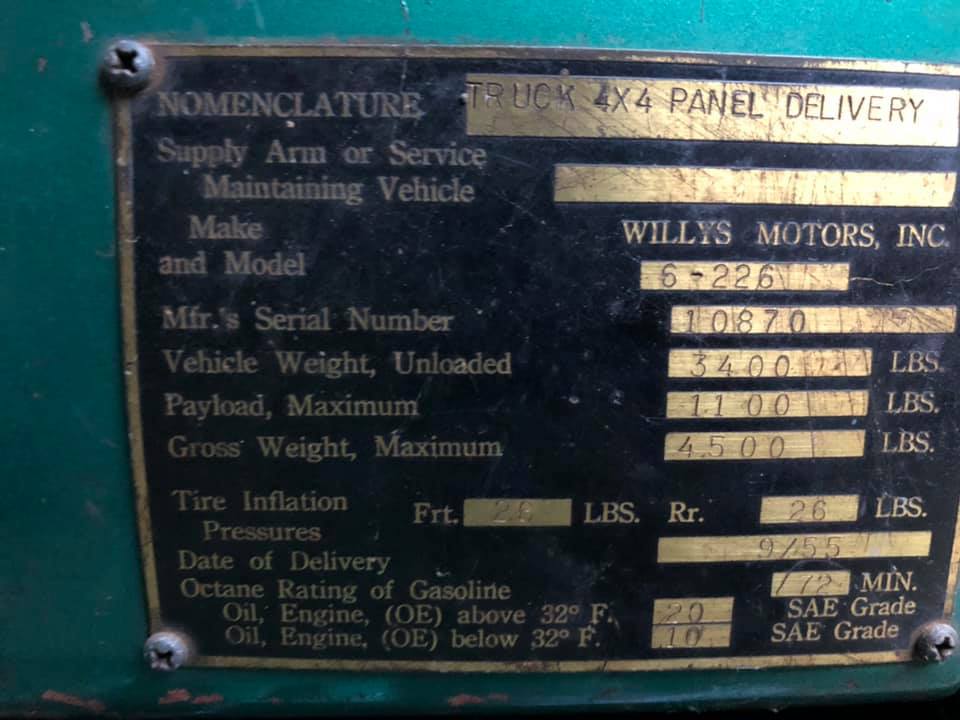 NOMENCLATURE TRUCK 4X4 PANEL DELIVERY
Supply Arm or Service
Maintaining Vehicle
Make WILLYS MOTORS, INC.
and Model 6-226
Mfr.'s Serial Number 10870
Vehicle Weight, Unloaded 3400 LBS.
Payload, Maximum 1100 LBS.
Gross Weight, Maximum 4500 LBS.
Tire Inflation
Pressures Frt. 28 LBS. Rr. 26 LBS.
Date of Delivery 9/55
Octane Rating of Gasoline /72 MIN.
Oil, Engine, (OE) above 32° F. 20 SAE Grade
Oil, Engine, (OE) below 32° F. 10 SAE Grade